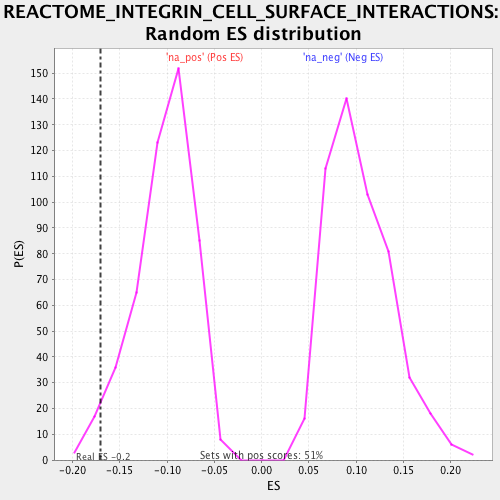 REACTOME_INTEGRIN_CELL_SURFACE_INTERACTIONS:
Random ES distribution
'na_pos' (Pos ES) 'na_neg' (Neg ES)
150
140
130
120
110
100
90
80
70
60
50
40
30
20
10
0
P(ES)
Real ES -0.2 Sets with pos scores: 51%
-0.20 -0.15 -0.10 -0.05 0.00 0.05 0.10 0.15 0.20
ES